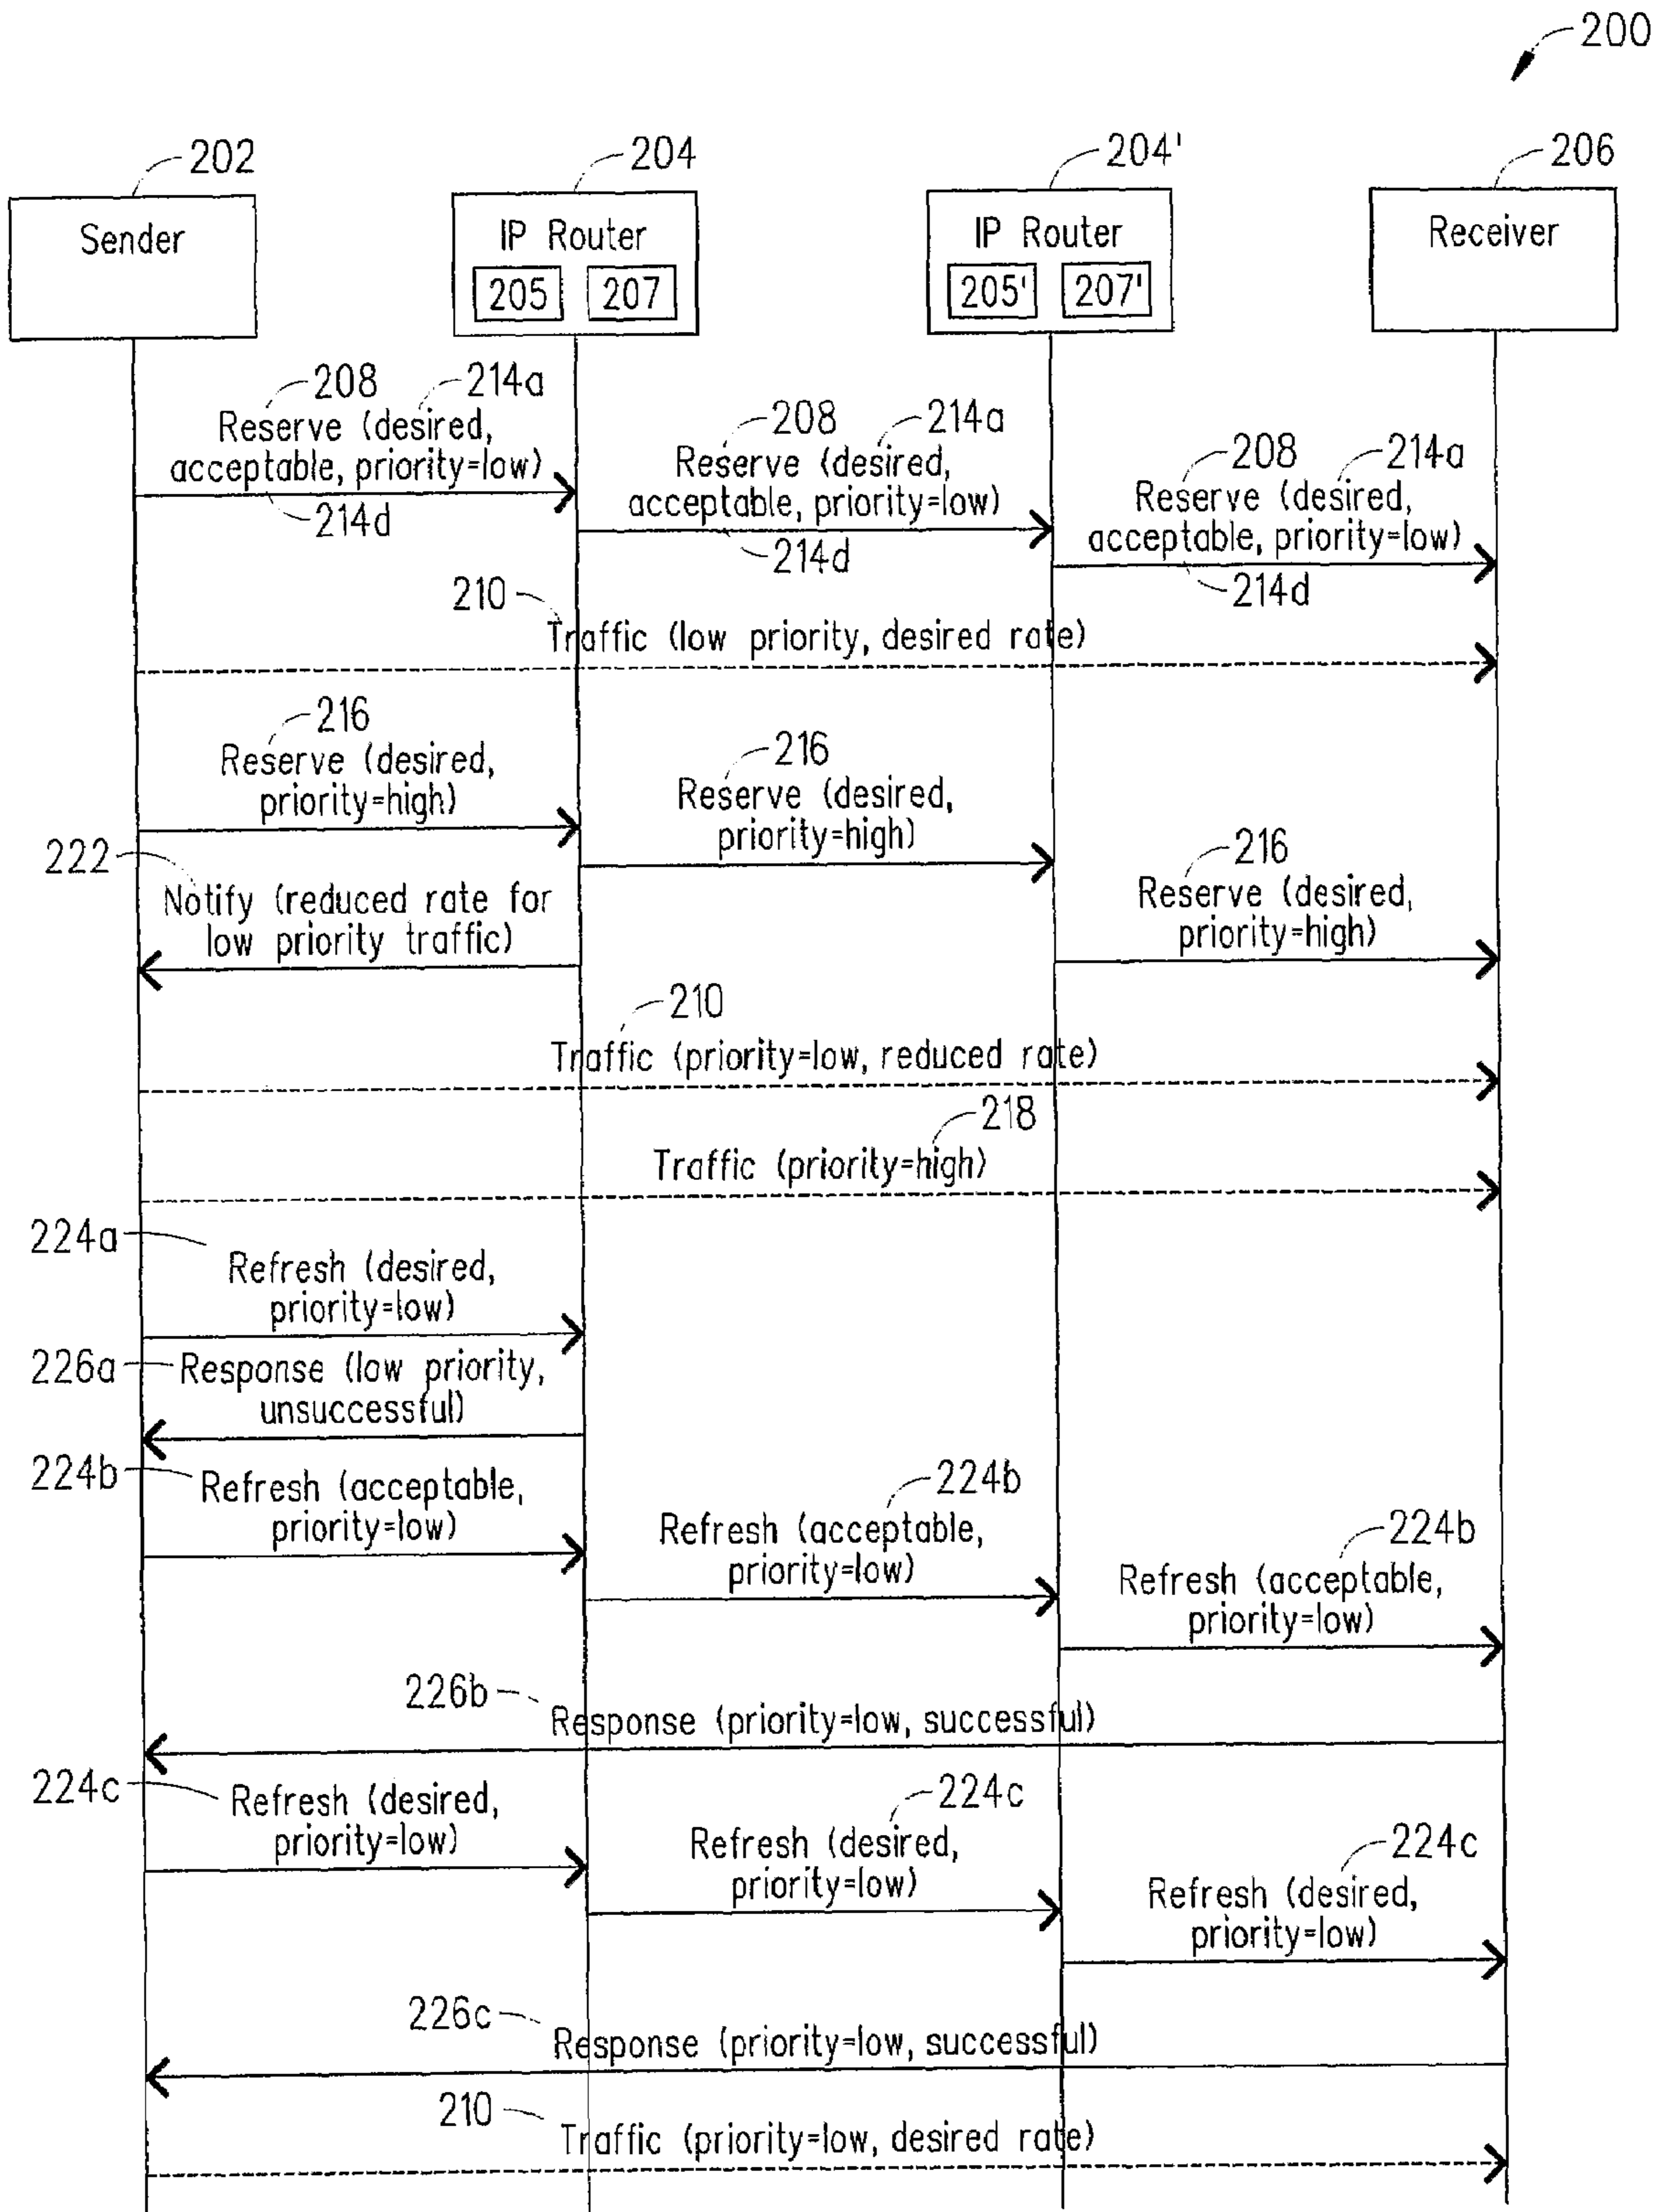 200
202
204
204'
206
Sender
IP Router
IP Router
Receiver
205
207
205'
207'
208
214a
Reserve (desired,
acceptable, priority=low)
214d
208
214a
Reserve (desired,
acceptable, priority=low)
214d
208
214a
Reserve (desired,
acceptable, priority=low)
214d
210
Traffic (low priority, desired rate)
216
Reserve (desired,
priority=high)
216
Reserve (desired,
priority=high)
216
Reserve (desired,
priority=high)
222
Notify (reduced rate for
low priority traffic)
210
Traffic (priority=low, reduced rate)
218
Traffic (priority=high)
224a
Refresh (desired,
priority=low)
226a
Response (low priority,
unsuccessful)
224b
Refresh (acceptable,
priority=low)
224b
Refresh (acceptable,
priority=low)
224b
Refresh (acceptable,
priority=low)
226b
Response (priority=low, successful)
224c
Refresh (desired,
priority=low)
224c
Refresh (desired,
priority=low)
224c
Refresh (desired,
priority=low)
226c
Response (priority=low, successful)
210
Traffic (priority=low, desired rate)